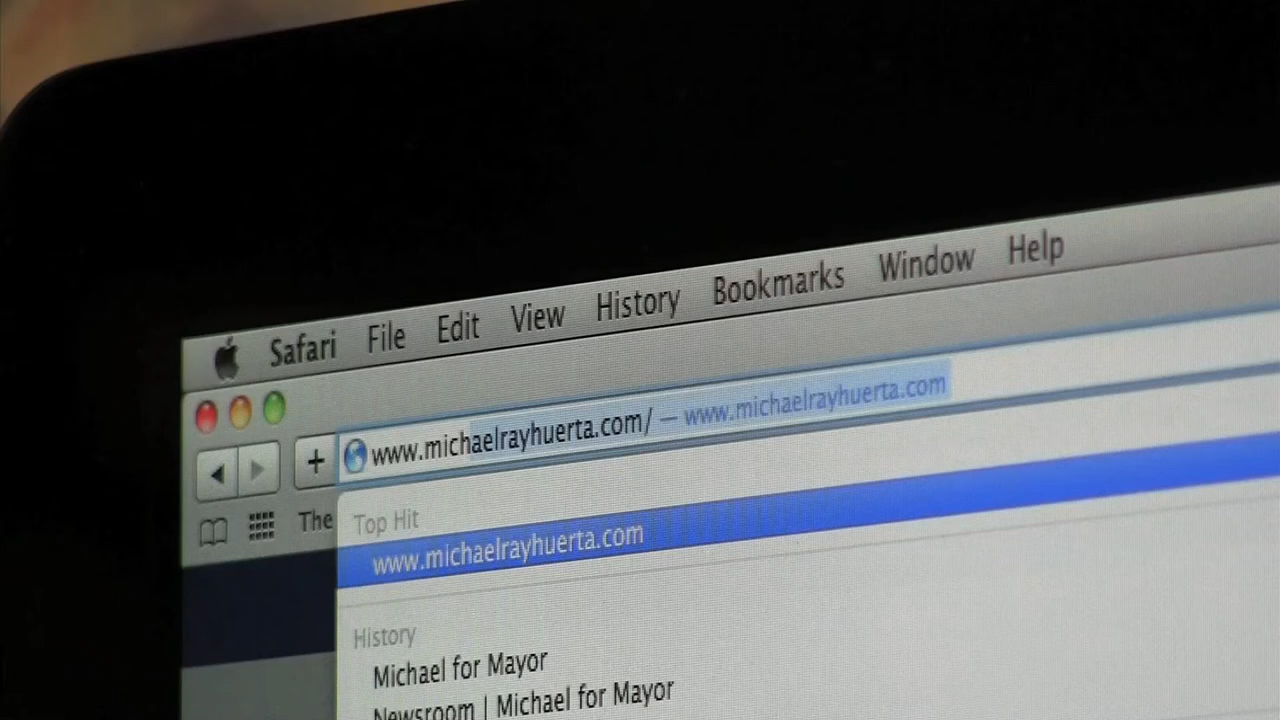 Safari File Edit View History Bookmarks Window Help
www.michaelrayhuerta.com/ — www.michaelrayhuerta.com
The
Top Hit
www.michaelrayhuerta.com
History
Michael for Mayor
Newsroom | Michael for Mayor